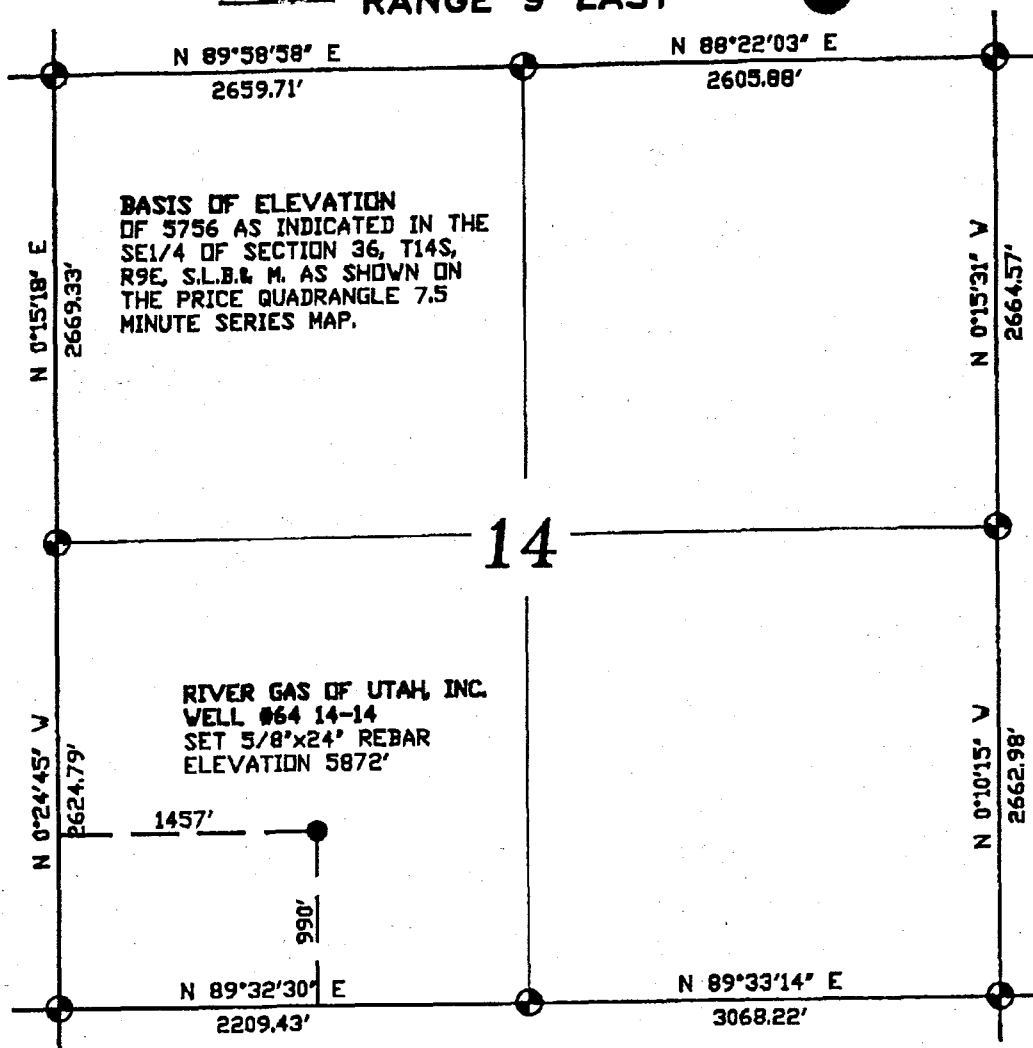 RANGE 9 EAST
N 89°58'58" E
2659.71'
N 88°22'03" E
2605.88'
BASIS OF ELEVATION
OF 5756 AS INDICATED IN THE
SE1/4 OF SECTION 36, T14S,
R9E, S.L.B.& M. AS SHOWN ON
THE PRICE QUADRANGLE 7.5
MINUTE SERIES MAP.
N 0°15'18" E
2669.33'
N 0°15'31" W
2664.57'
14
RIVER GAS OF UTAH, INC.
WELL #64 14-14
SET 5/8"x24" REBAR
ELEVATION 5872'
N 0°24'45" W
2624.79'
1457'
990'
N 0°10'15" W
2662.98'
N 89°32'30" E
2209.43'
N 89°33'14" E
3068.22'